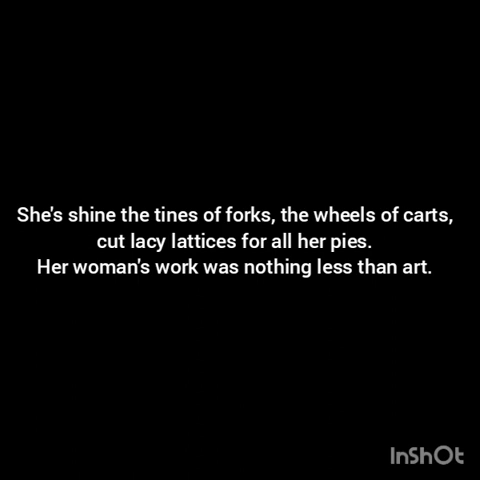 She's shine the tines of forks, the wheels of carts,
cut lacy lattices for all her pies.
Her woman's work was nothing less than art.
InShOt